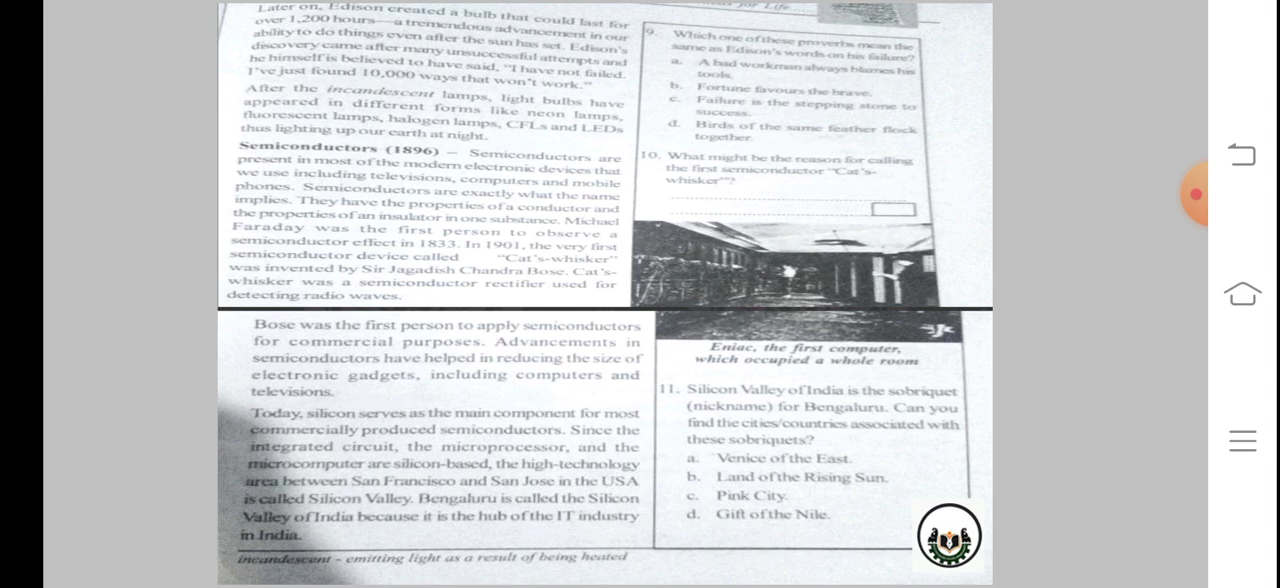 for Life
Later on, Edison created a bulb that could last for
over 1,200 hours—a tremendous advancement in our
ability to do things even after the sun has set. Edison's
discovery came after many unsuccessful attempts and
he himself is believed to have said, "I have not failed.
I've just found 10,000 ways that won't work."
After the incandescent lamps, light bulbs have
appeared in different forms like neon lamps,
fluorescent lamps, halogen lamps, CFLs and LEDs
thus lighting up our earth at night.
Semiconductors (1896) – Semiconductors are
present in most of the modern electronic devices that
we use including televisions, computers and mobile
phones. Semiconductors are exactly what the name
implies. They have the properties of a conductor and
the properties of an insulator in one substance. Michael
Faraday was the first person to observe a
semiconductor effect in 1833. In 1901, the very first
semiconductor device called "Cat's-whisker"
was invented by Sir Jagadish Chandra Bose. Cat's-
whisker was a semiconductor rectifier used for
detecting radio waves.
Bose was the first person to apply semiconductors
for commercial purposes. Advancements in
semiconductors have helped in reducing the size of
electronic gadgets, including computers and
televisions.
Today, silicon serves as the main component for most
commercially produced semiconductors. Since the
integrated circuit, the microprocessor, and the
microcomputer are silicon-based, the high-technology
area between San Francisco and San Jose in the USA
is called Silicon Valley. Bengaluru is called the Silicon
Valley of India because it is the hub of the IT industry
in India.
incandescent - emitting light as a result of being heated
9. Which one of these proverbs mean the
same as Edison's words on his failure?
a. A bad workman always blames his
tools.
b. Fortune favours the brave.
c. Failure is the stepping stone to
success.
d. Birds of the same feather flock
together.
10. What might be the reason for calling
the first semiconductor "Cat's-
whisker"?
Eniac, the first computer,
which occupied a whole room
11. Silicon Valley of India is the sobriquet
(nickname) for Bengaluru. Can you
find the cities/countries associated with
these sobriquets?
a. Venice of the East.
b. Land of the Rising Sun.
c. Pink City.
d. Gift of the Nile.